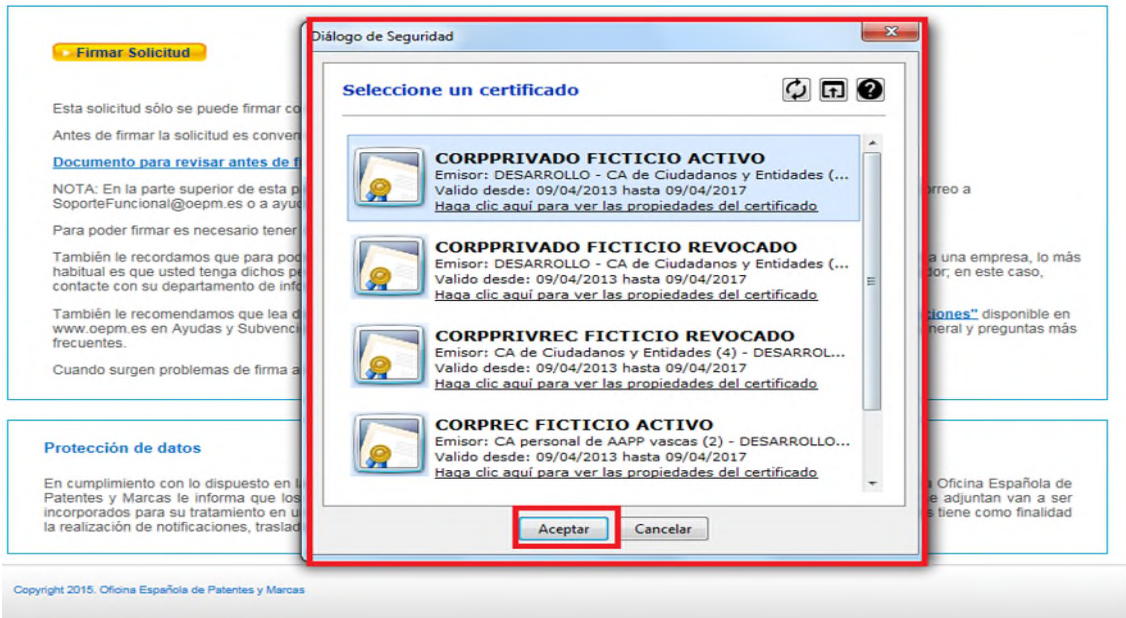 Firmar Solicitud
Esta solicitud sólo se puede firmar co
Antes de firmar la solicitud es conven
Documento para revisar antes de fi
NOTA: En la parte superior de esta p
orreo a
SoporteFuncional@oepm.es o a ayud
Para poder firmar es necesario tener
También le recordamos que para pod
a una empresa, lo más
habitual es que usted tenga dichos pe
dor; en este caso,
contacte con su departamento de info
También le recomendamos que lea d
ciones" disponible en
www.oepm.es en Ayudas y Subvenci
neral y preguntas más
frecuentes.
Cuando surgen problemas de firma a
Diálogo de Seguridad
Seleccione un certificado
CORPPRIVADO FICTICIO ACTIVO
Emisor: DESARROLLO - CA de Ciudadanos y Entidades (...
Valido desde: 09/04/2013 hasta 09/04/2017
Haga clic aquí para ver las propiedades del certificado
CORPPRIVADO FICTICIO REVOCADO
Emisor: DESARROLLO - CA de Ciudadanos y Entidades (...
Valido desde: 09/04/2013 hasta 09/04/2017
Haga clic aquí para ver las propiedades del certificado
CORPPRIVREC FICTICIO REVOCADO
Emisor: CA de Ciudadanos y Entidades (4) - DESARROL...
Valido desde: 09/04/2013 hasta 09/04/2017
Haga clic aquí para ver las propiedades del certificado
CORPREC FICTICIO ACTIVO
Emisor: CA personal de AAPP vascas (2) - DESARROLLO...
Valido desde: 09/04/2013 hasta 09/04/2017
Haga clic aquí para ver las propiedades del certificado
Aceptar
Cancelar
Protección de datos
En cumplimiento con lo dispuesto en l
a Oficina Española de
Patentes y Marcas le informa que los
e adjuntan van a ser
incorporados para su tratamiento en u
s tiene como finalidad
la realización de notificaciones, traslad
Copyright 2015. Oficina Española de Patentes y Marcas